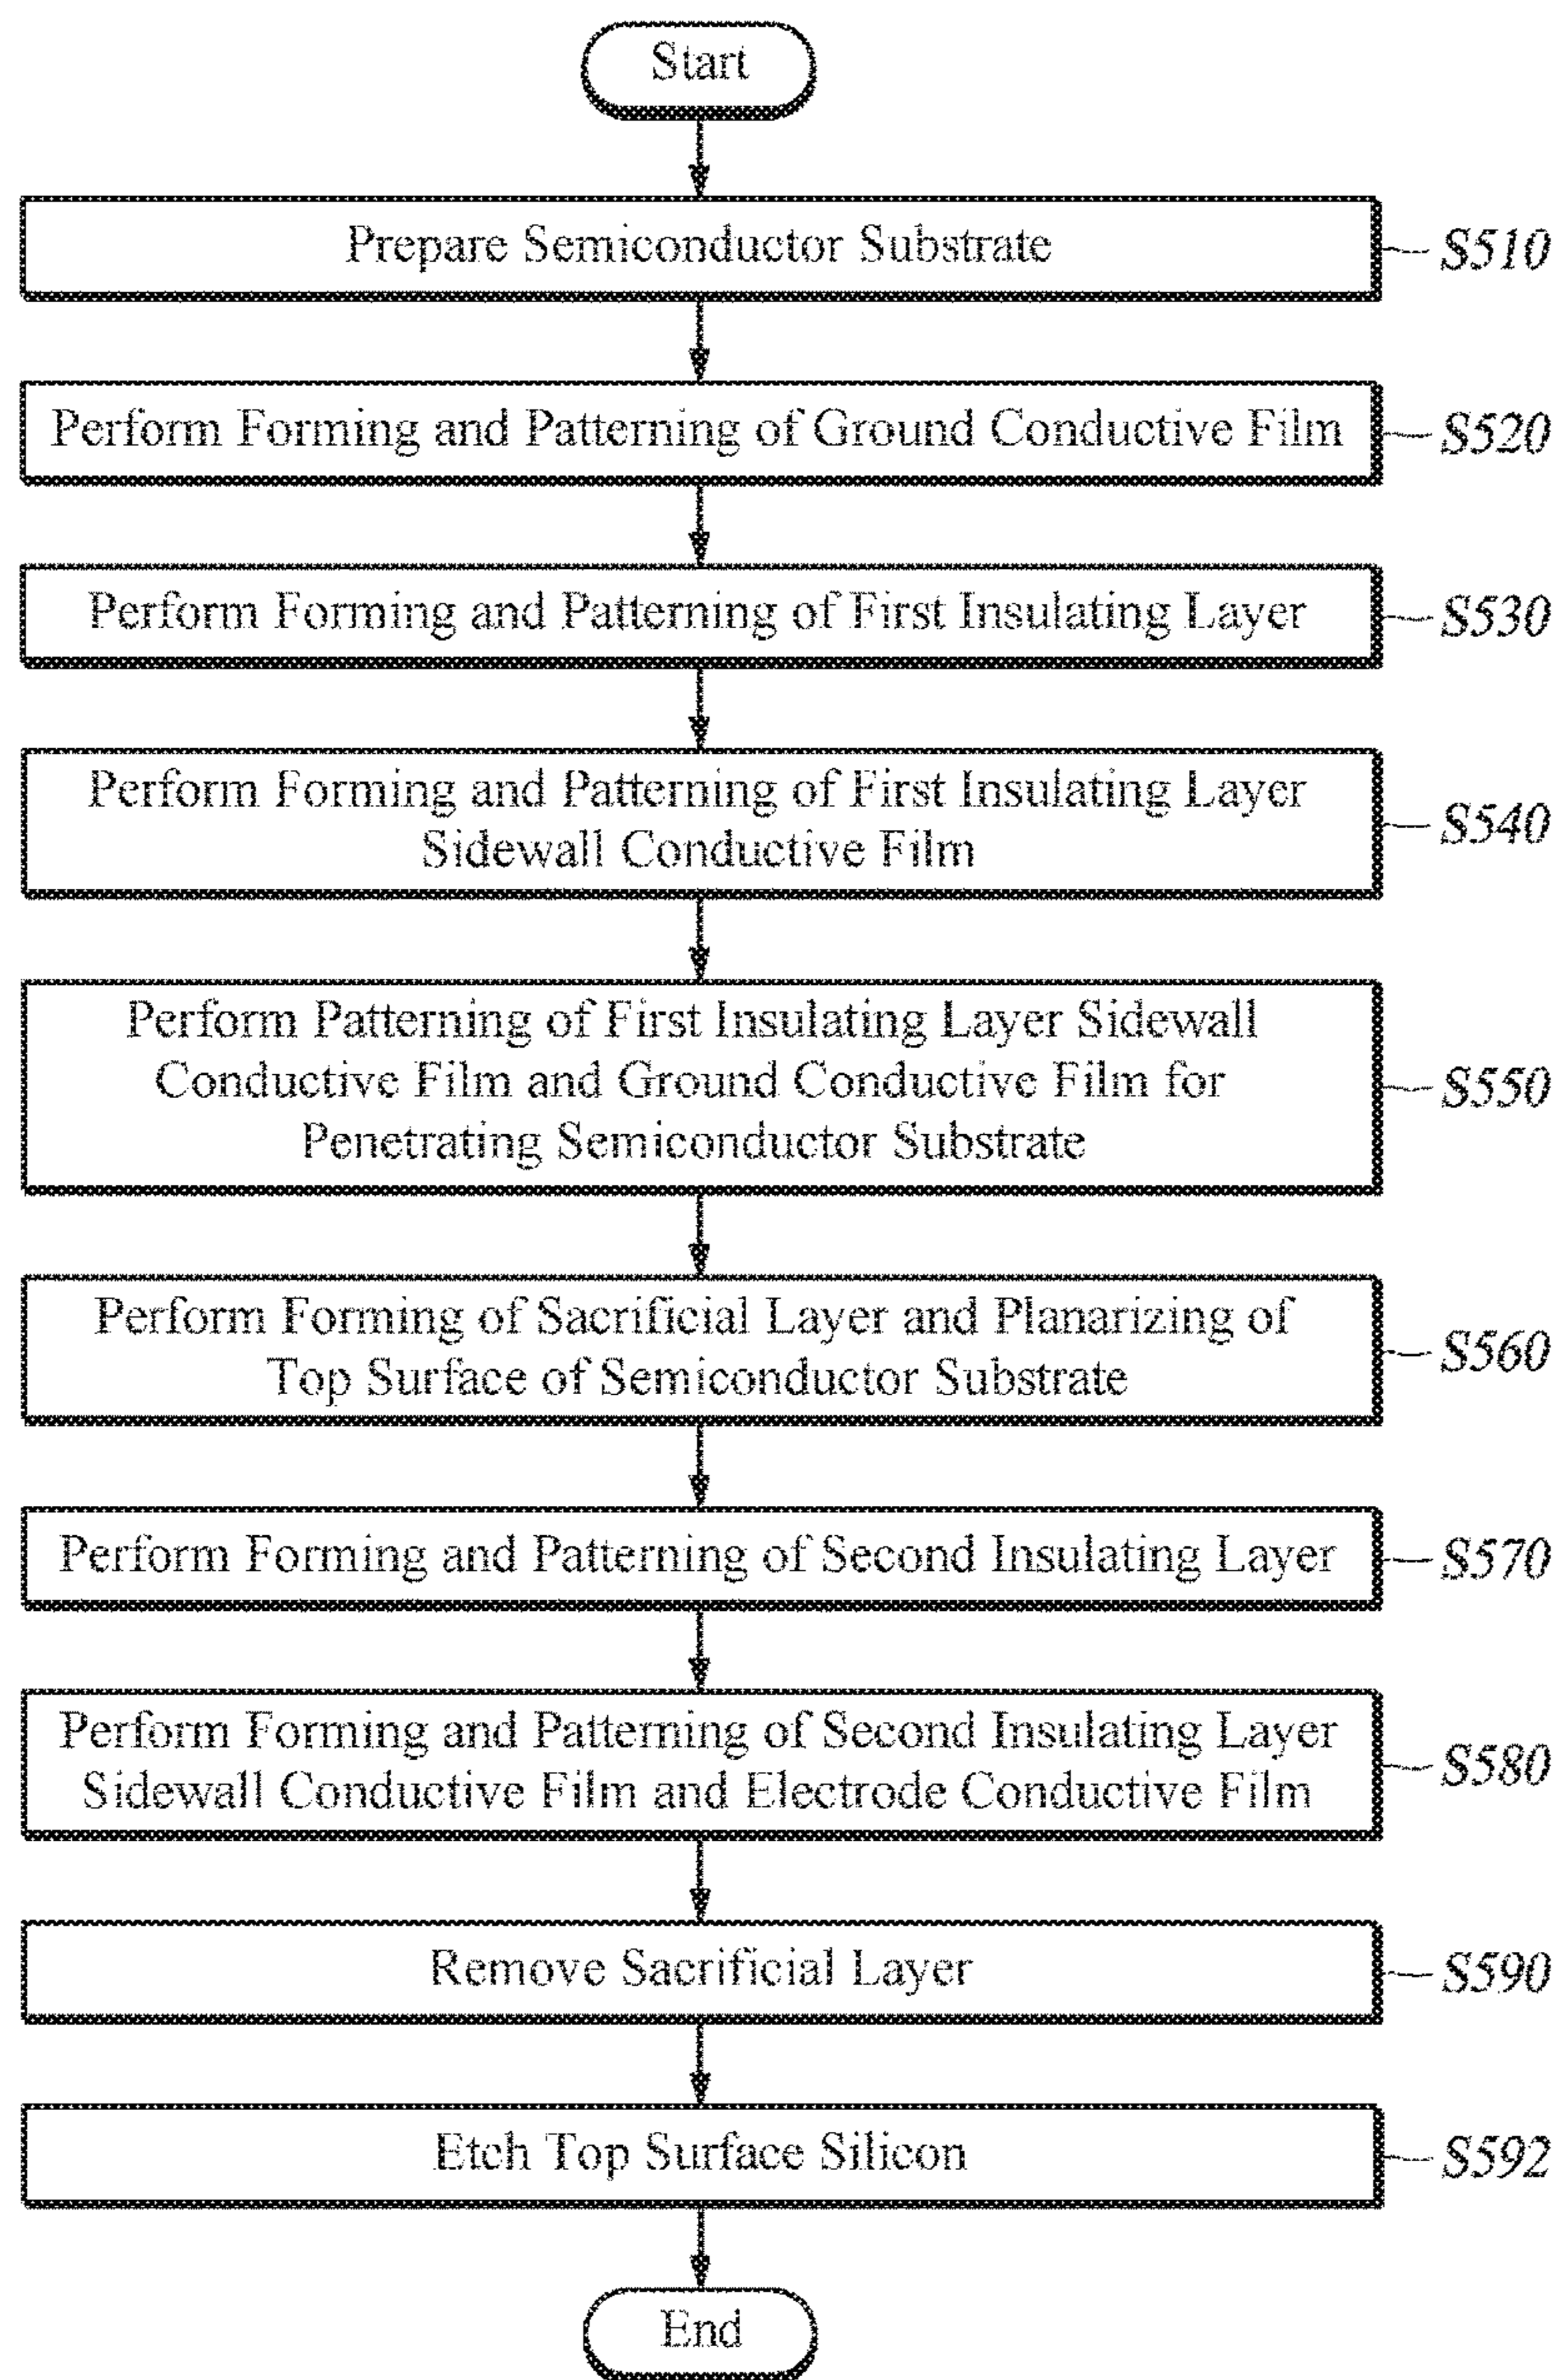 Start
Prepare Semiconductor Substrate
S510
Perform Forming and Patterning of Ground Conductive Film
S520
Perform Forming and Patterning of First Insulating Layer
S530
Perform Forming and Patterning of First Insulating Layer
Sidewall Conductive Film
S540
Perform Patterning of First Insulating Layer Sidewall
Conductive Film and Ground Conductive Film for
Penetrating Semiconductor Substrate
S550
Perform Forming of Sacrificial Layer and Planarizing of
Top Surface of Semiconductor Substrate
S560
Perform Forming and Patterning of Second Insulating Layer
S570
Perform Forming and Patterning of Second Insulating Layer
Sidewall Conductive Film and Electrode Conductive Film
S580
Remove Sacrificial Layer
S590
Etch Top Surface Silicon
S592
End